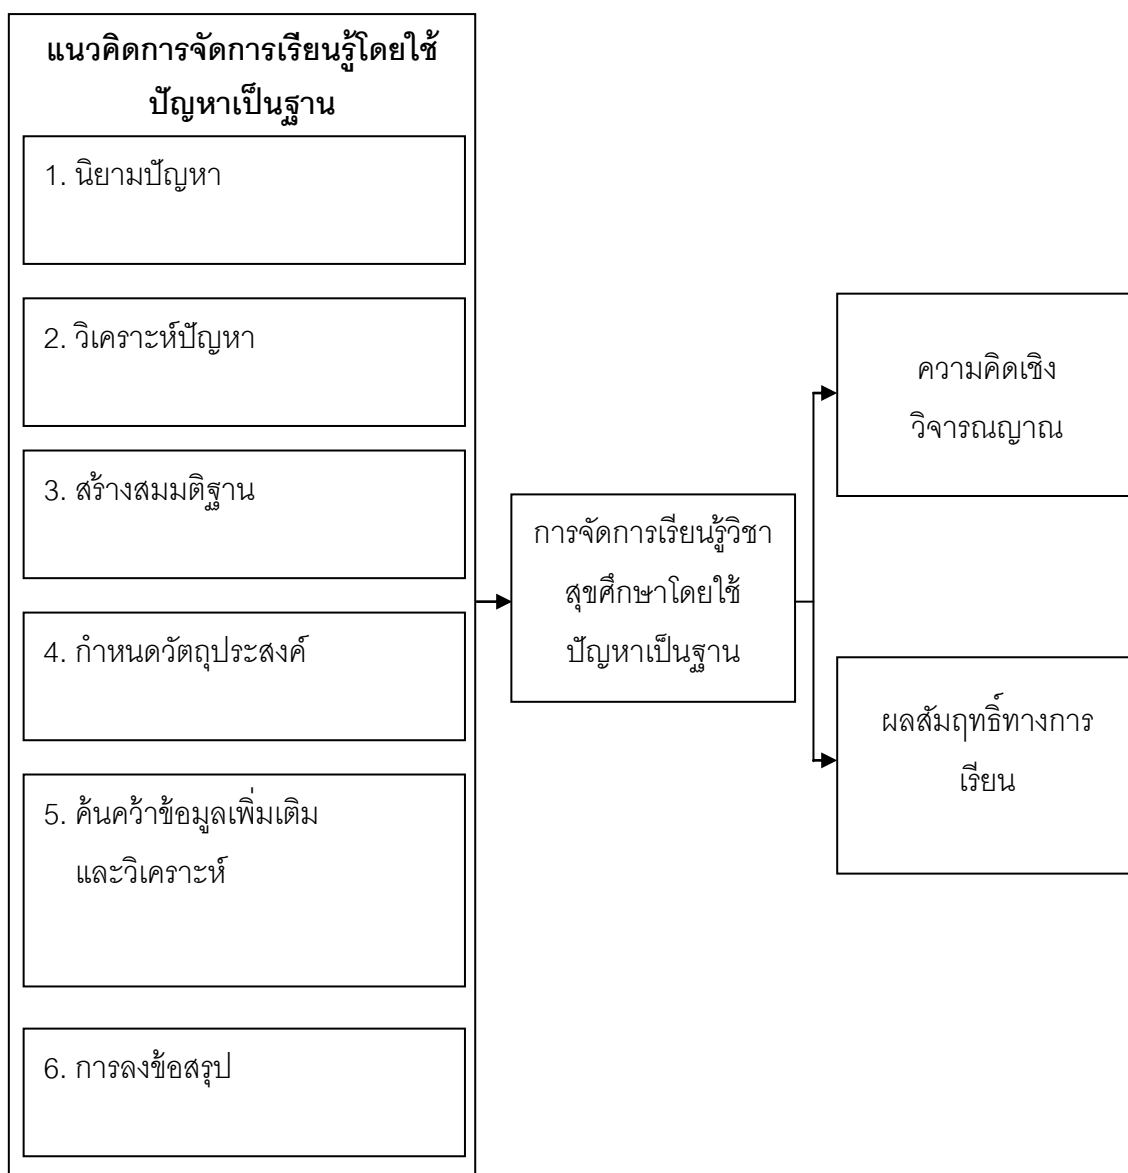 แนวคิดการจัดการเรียนรู้โดยใช้
ปัญหาเป็นฐาน
1. นิยามปัญหา
2. วิเคราะห์ปัญหา
3. สร้างสมมติฐาน
4. กำหนดวัตถุประสงค์
5. ค้นคว้าข้อมูลเพิ่มเติม
และวิเคราะห์
6. การลงข้อสรุป
การจัดการเรียนรู้วิชา
สุขศึกษาโดยใช้
ปัญหาเป็นฐาน
ความคิดเชิง
วิจารณญาณ
ผลสัมฤทธิ์ทางการ
เรียน